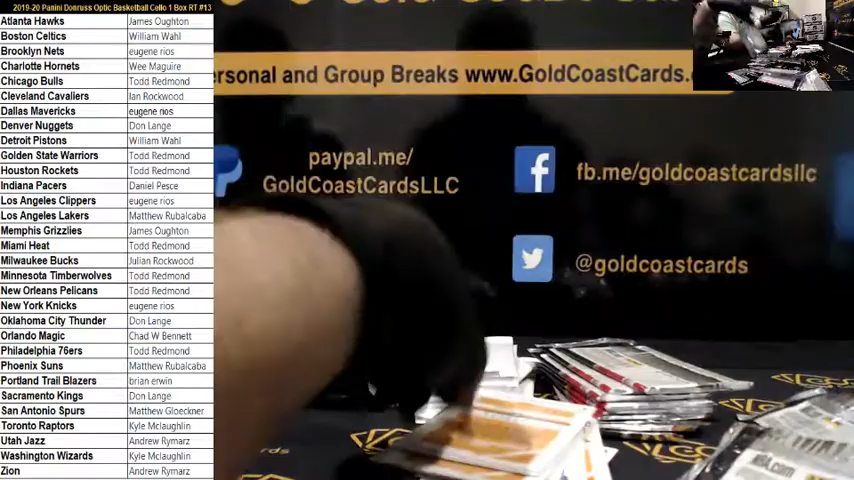 2019-20 Panini Donruss Optic Basketball Cello 1 Box RT #13
Atlanta Hawks James Oughton
Boston Celtics William Wahl
Brooklyn Nets eugene rios
Charlotte Hornets Wee Maguire
Chicago Bulls Todd Redmond
Cleveland Cavaliers Ian Rockwood
Dallas Mavericks eugene rios
Denver Nuggets Don Lange
Detroit Pistons William Wahl
Golden State Warriors Todd Redmond
Houston Rockets Todd Redmond
Indiana Pacers Daniel Pesce
Los Angeles Clippers eugene rios
Los Angeles Lakers Matthew Rubalcaba
Memphis Grizzlies James Oughton
Miami Heat Todd Redmond
Milwaukee Bucks Julian Rockwood
Minnesota Timberwolves Todd Redmond
New Orleans Pelicans Todd Redmond
New York Knicks eugene rios
Oklahoma City Thunder Don Lange
Orlando Magic Chad W Bennett
Philadelphia 76ers Todd Redmond
Phoenix Suns Matthew Rubalcaba
Portland Trail Blazers brian erwin
Sacramento Kings Don Lange
San Antonio Spurs Matthew Gloeckner
Toronto Raptors Kyle Mclaughlin
Utah Jazz Andrew Rymarz
Washington Wizards Kyle Mclaughlin
Zion Andrew Rymarz
ersonal and Group Breaks www.GoldCoastCards.
paypal.me/
GoldCoastCardsLLC
fb.me/goldcoastcardsllc
@goldcoastcards